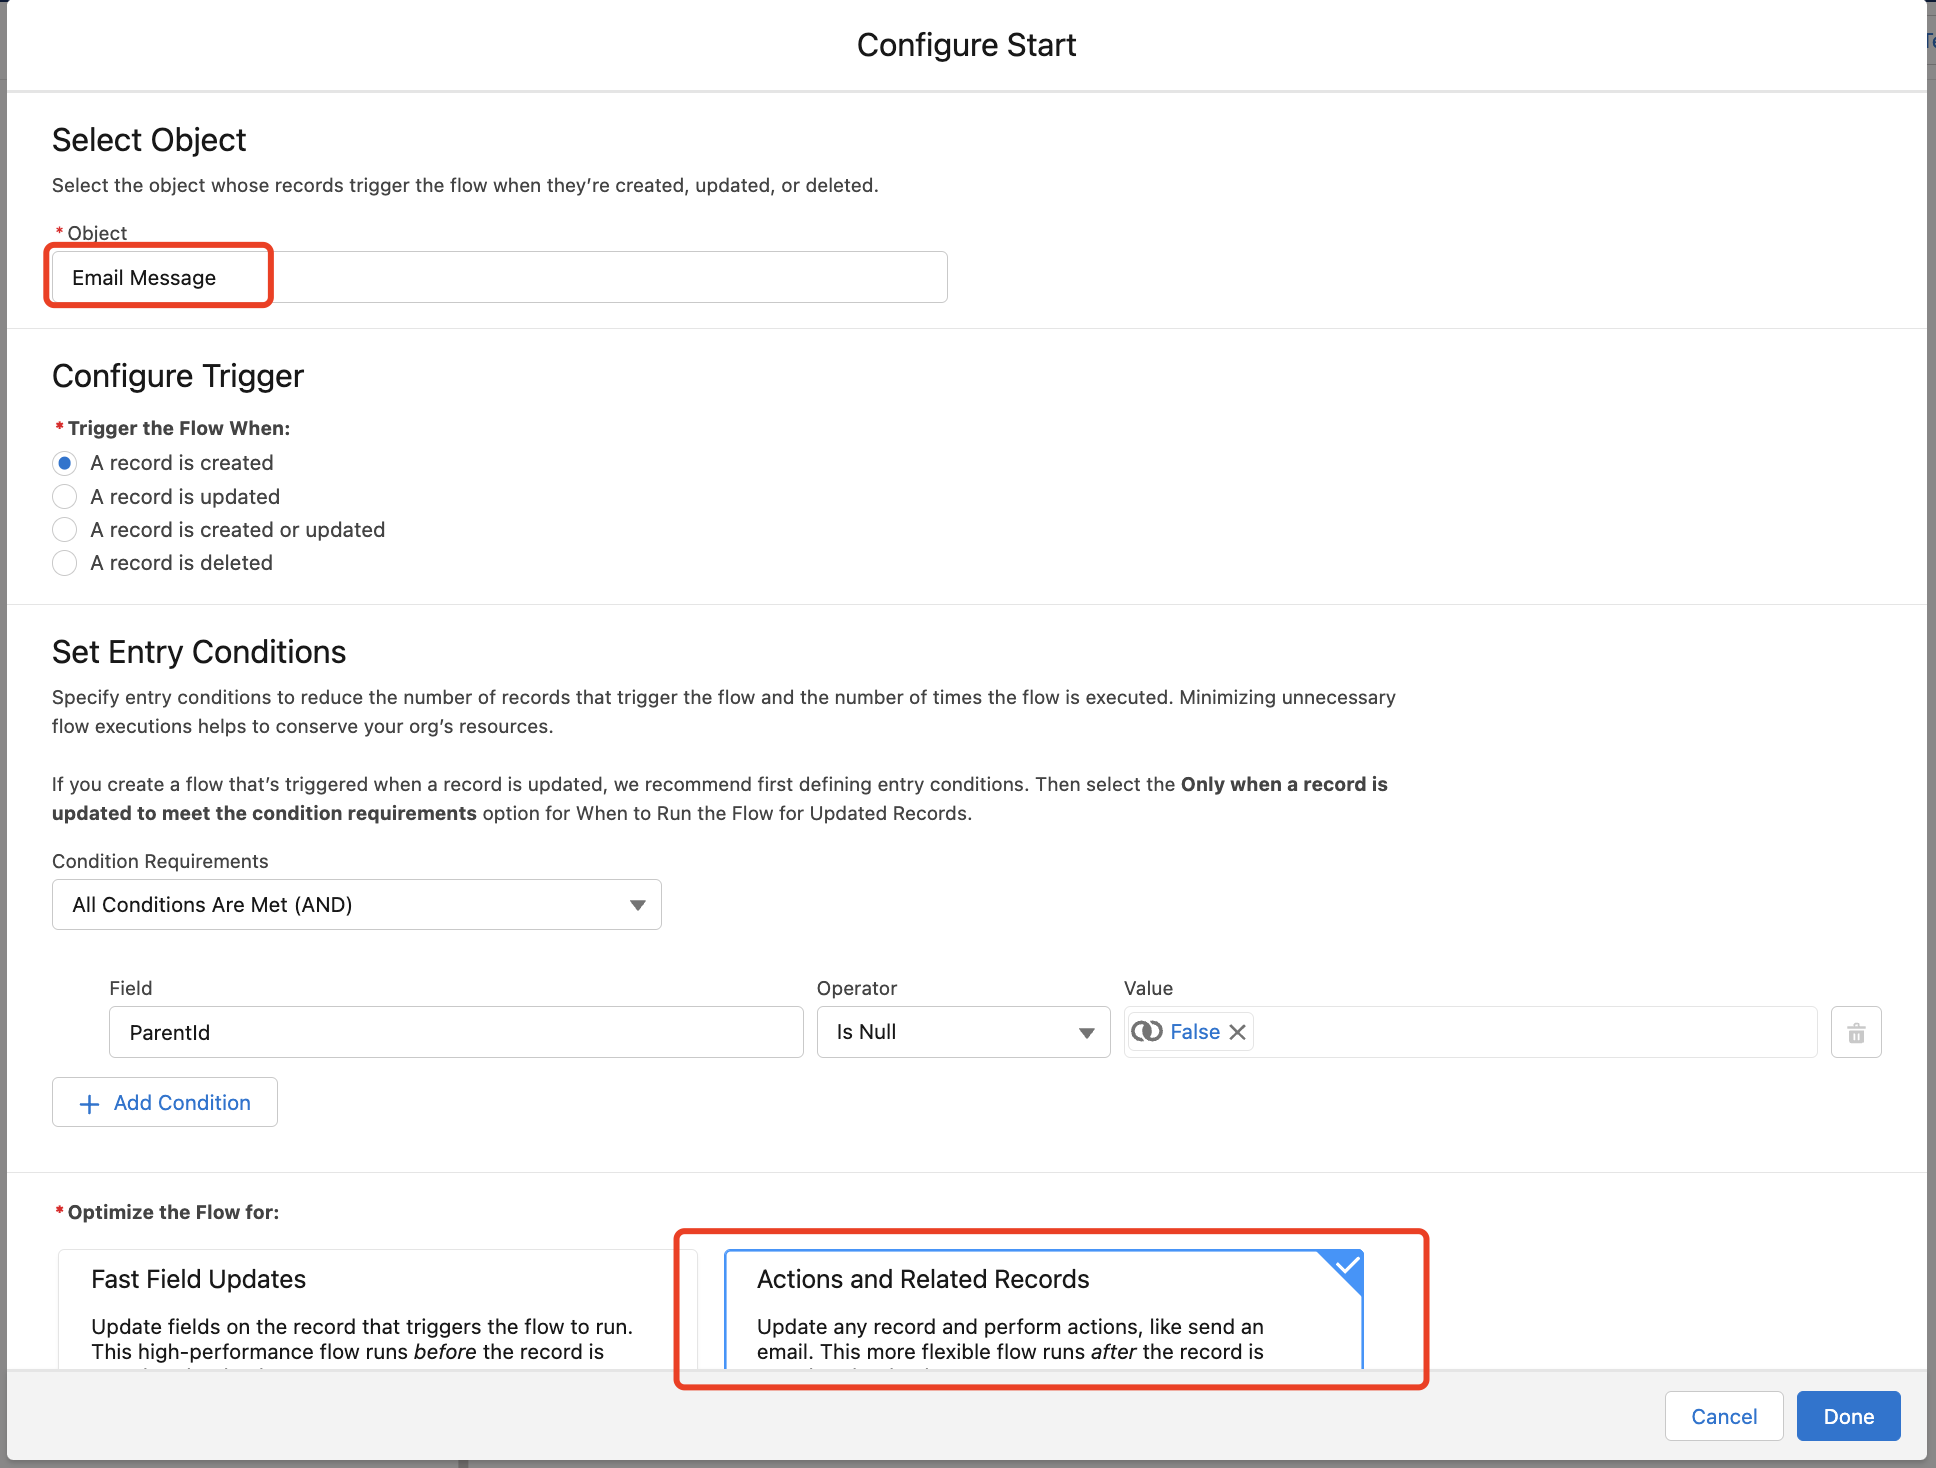 Configure Start
Select Object
Select the object whose records trigger the flow when they're created, updated, or deleted.
* Object
Email Message
Configure Trigger
* Trigger the Flow When:
A record is created
A record is updated
A record is created or updated
A record is deleted
Set Entry Conditions
Specify entry conditions to reduce the number of records that trigger the flow and the number of times the flow is executed. Minimizing unnecessary
flow executions helps to conserve your org's resources.
If you create a flow that's triggered when a record is updated, we recommend first defining entry conditions. Then select the Only when a record is
updated to meet the condition requirements option for When to Run the Flow for Updated Records.
Condition Requirements
All Conditions Are Met (AND)
Field Operator Value
ParentId Is Null False
Add Condition
* Optimize the Flow for:
Fast Field Updates
Update fields on the record that triggers the flow to run.
This high-performance flow runs before the record is
Actions and Related Records
Update any record and perform actions, like send an
email. This more flexible flow runs after the record is
Cancel Done